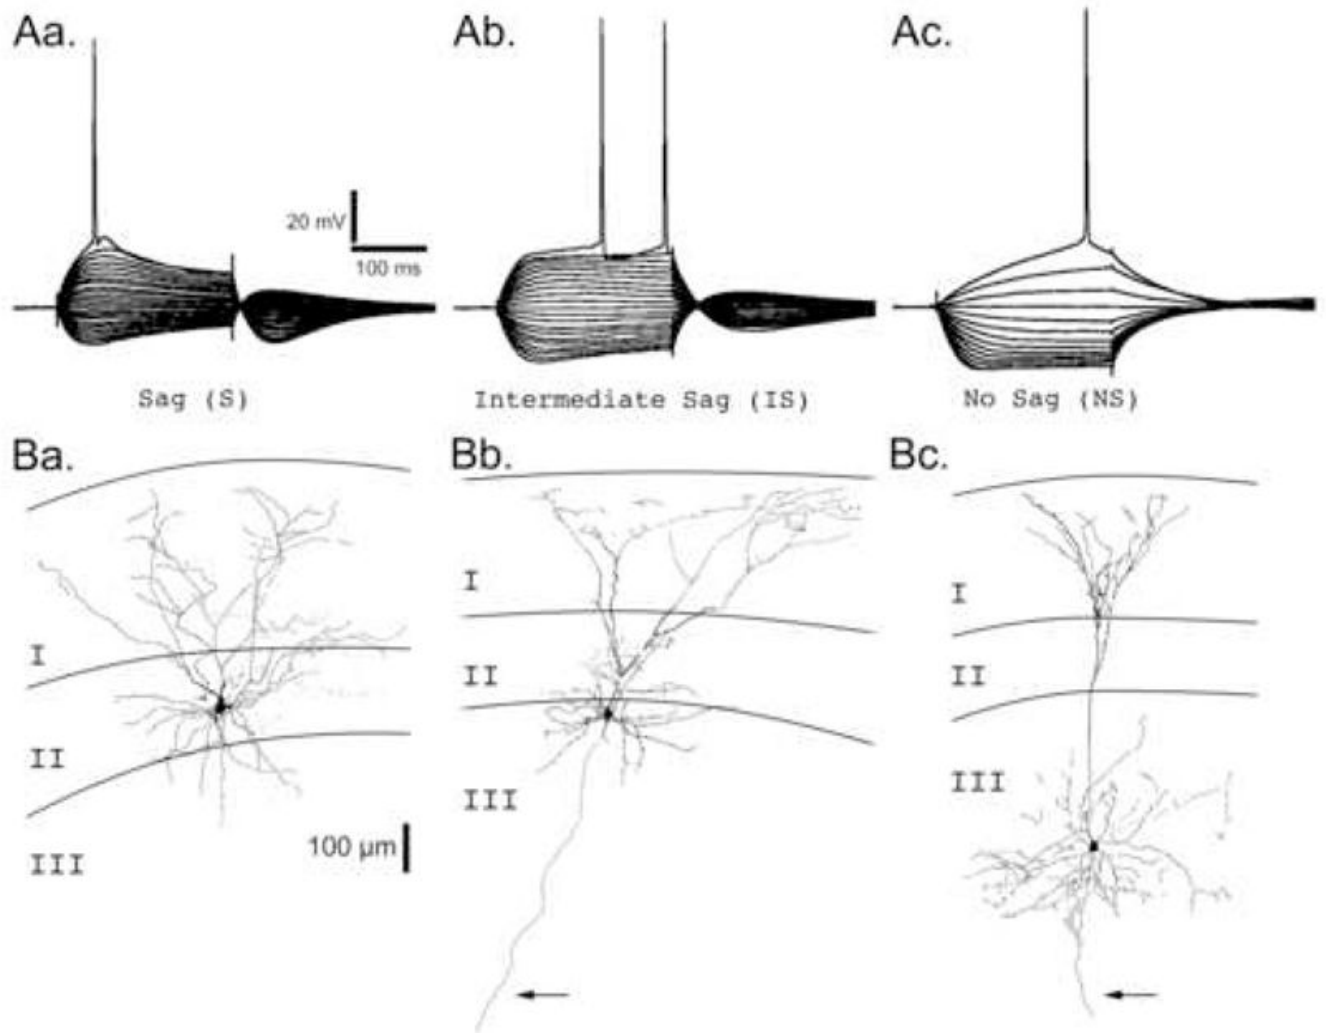 Aa.
Ab.
Ac.
20 mV
100 ms
Sag (S)
Intermediate Sag (IS)
No Sag (NS)
Ba.
Bb.
Bc.
I
II
III
100 µm
I
II
III
I
II
III